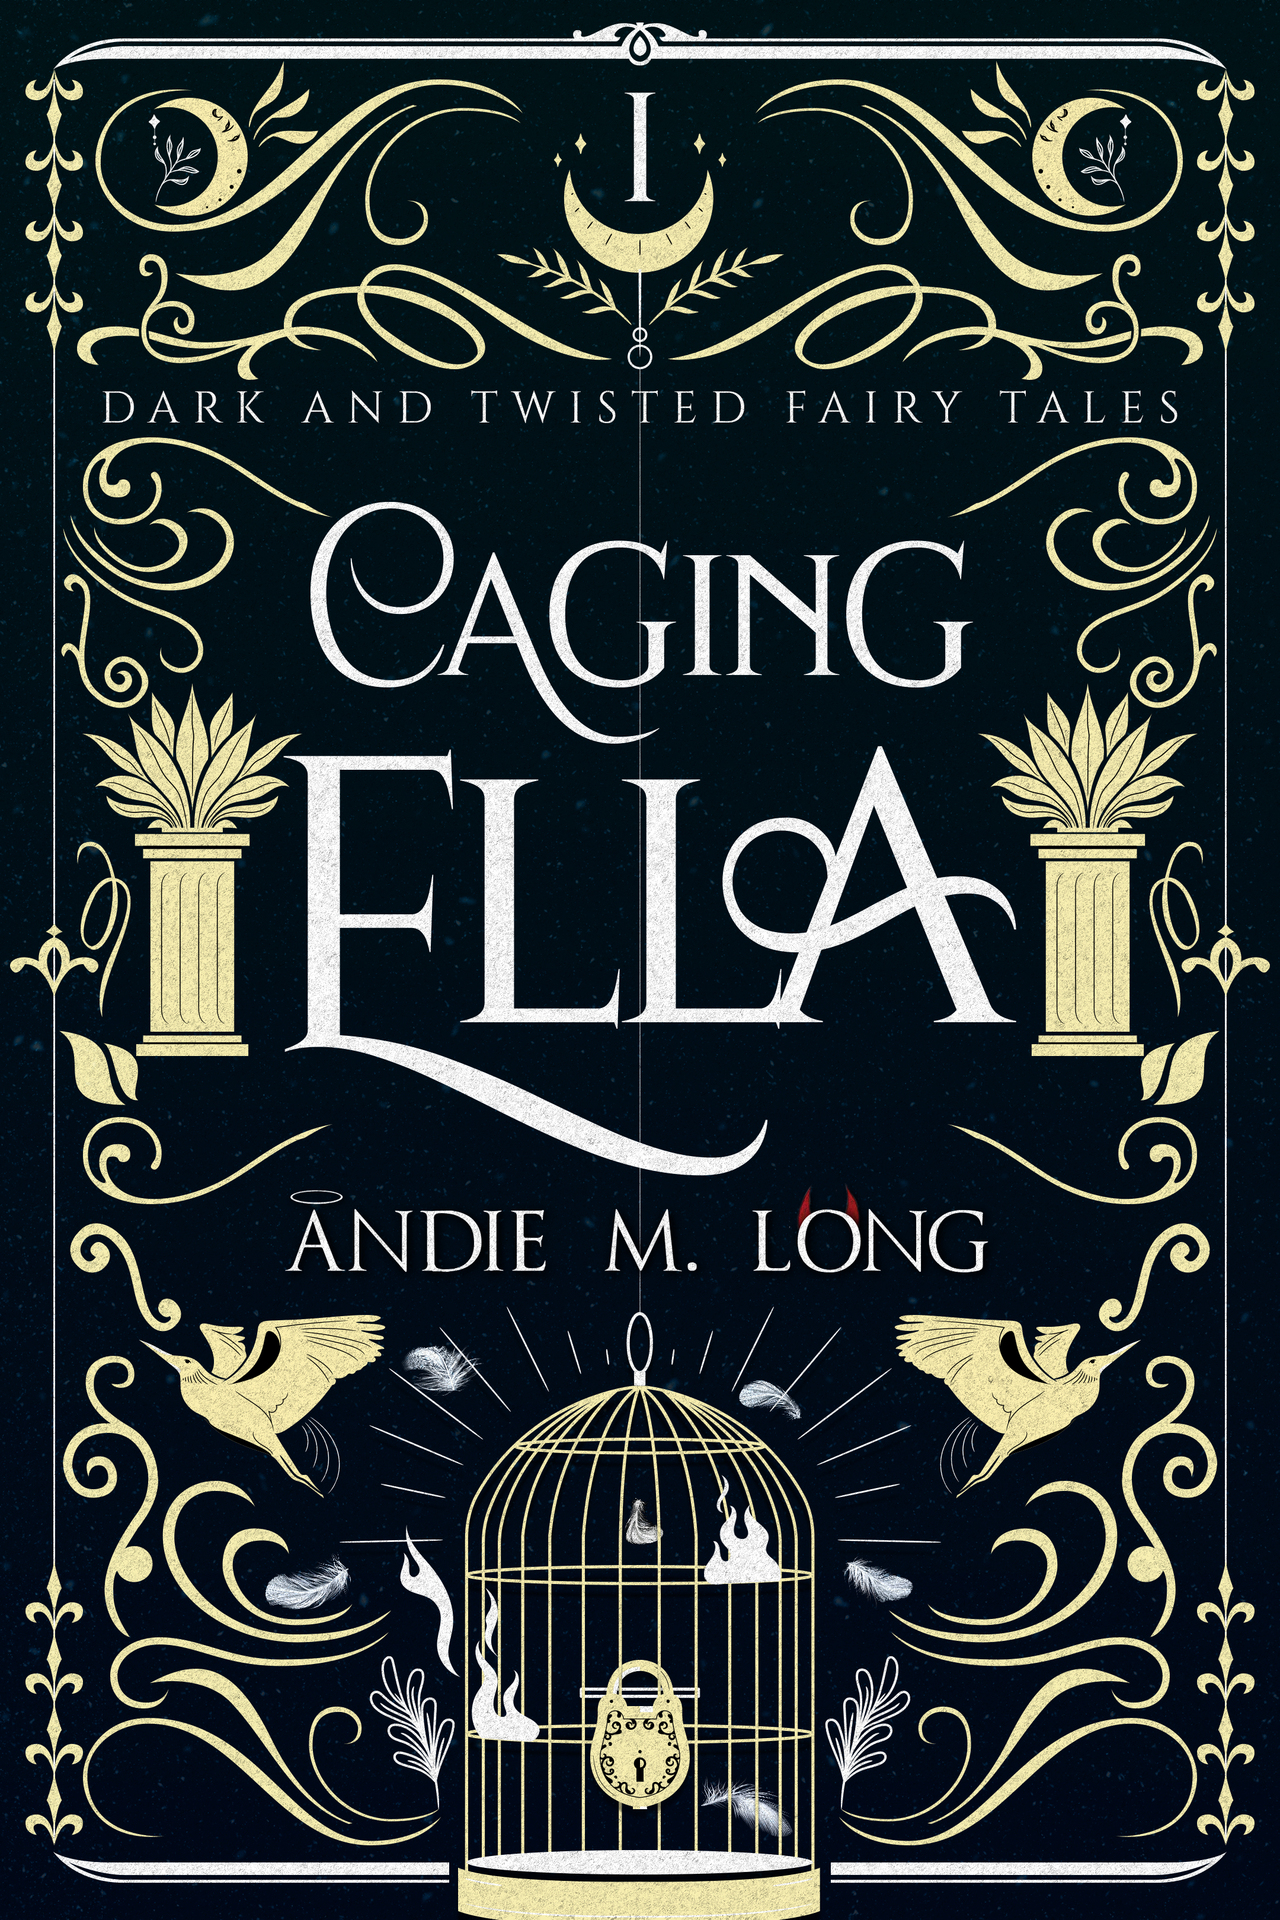 I
DARK AND TWISTED FAIRY TALES
CAGING
ELLA
ANDIE M. LONG